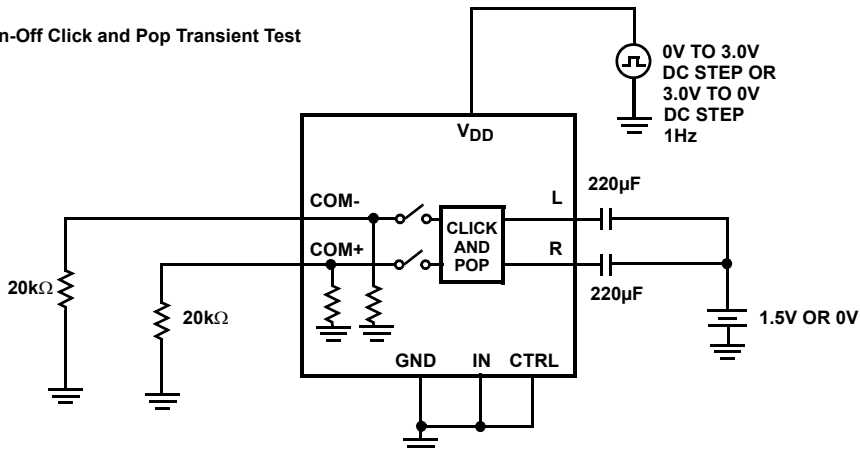 n-Off Click and Pop Transient Test
0V TO 3.0V
DC STEP OR
3.0V TO 0V
DC STEP
1Hz
VDD
COM-
L
220µF
CLICK
AND
POP
COM+
R
220µF
20kΩ
20kΩ
1.5V OR 0V
GND
IN
CTRL